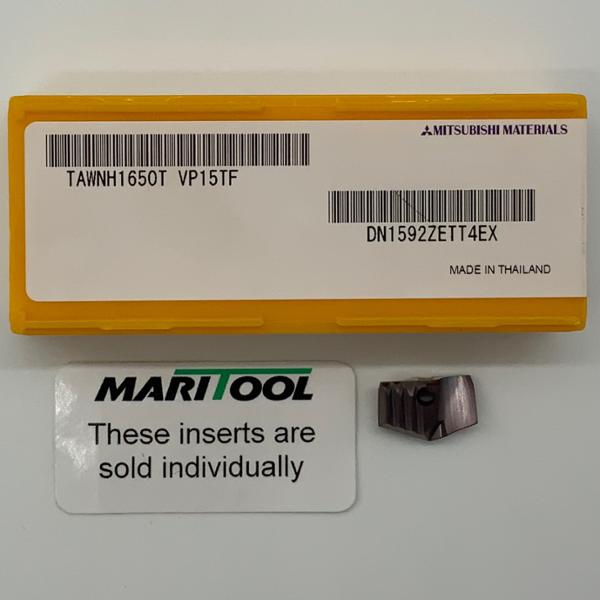 MITSUBISHI MATERIALS
TAWNH1650T VP15TF
DN1592ZETT4EX
MADE IN THAILAND
MARITOOL
These inserts are
sold individually